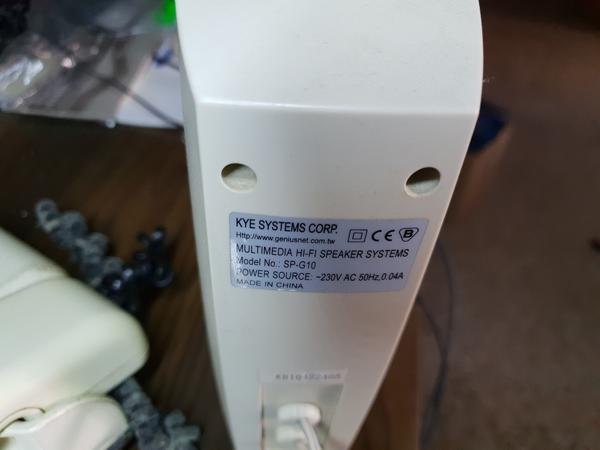 KYE SYSTEMS CORP.
Http://www.geniusnet.com.tw
CE B
MULTIMEDIA HI-FI SPEAKER SYSTEMS
Model No.: SP-G10
POWER SOURCE: ~230V AC 50Hz,0.04A
MADE IN CHINA